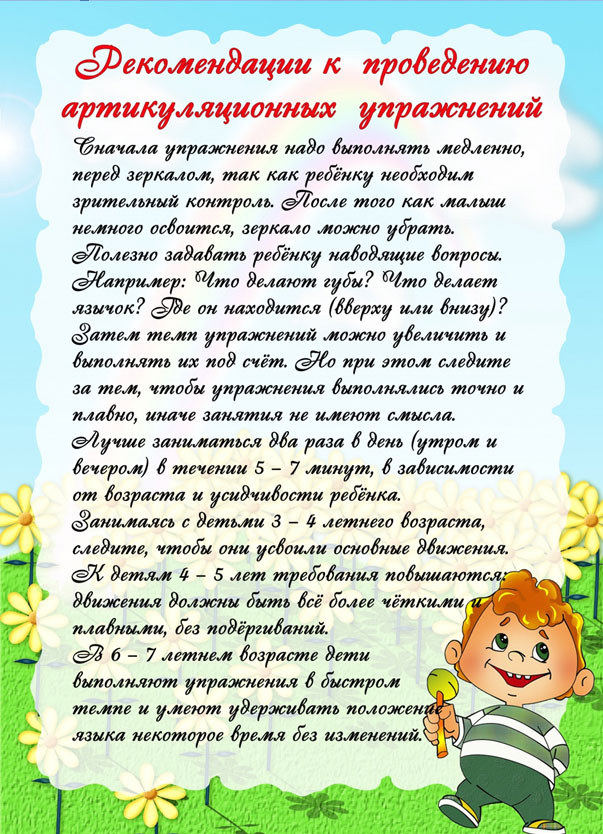 Рекомендации к проведению
артикуляционных упражнений
Сначала упражнения надо выполнять медленно,
перед зеркалом, так как ребёнку необходим
зрительный контроль. После того как малыш
немного освоится, зеркало можно убрать.
Полезно задавать ребёнку наводящие вопросы.
Например: Что делают губы? Что делает
язычок? Где он находится (вверху или внизу)?
Затем темп упражнений можно увеличить и
выполнять их под счёт. Но при этом следите
за тем, чтобы упражнения выполнялись точно и
плавно, иначе занятия не имеют смысла.
Лучше заниматься два раза в день (утром и
вечером) в течении 5 – 7 минут, в зависимости
от возраста и усидчивости ребёнка.
Занимаясь с детьми 3 – 4 летнего возраста,
следите, чтобы они усвоили основные движения.
К детям 4 – 5 лет требования повышаются:
движения должны быть всё более чёткими и
плавными, без подёргиваний.
В 6 – 7 летнем возрасте дети
выполняют упражнения в быстром
темпе и умеют удерживать положение
языка некоторое время без изменений.